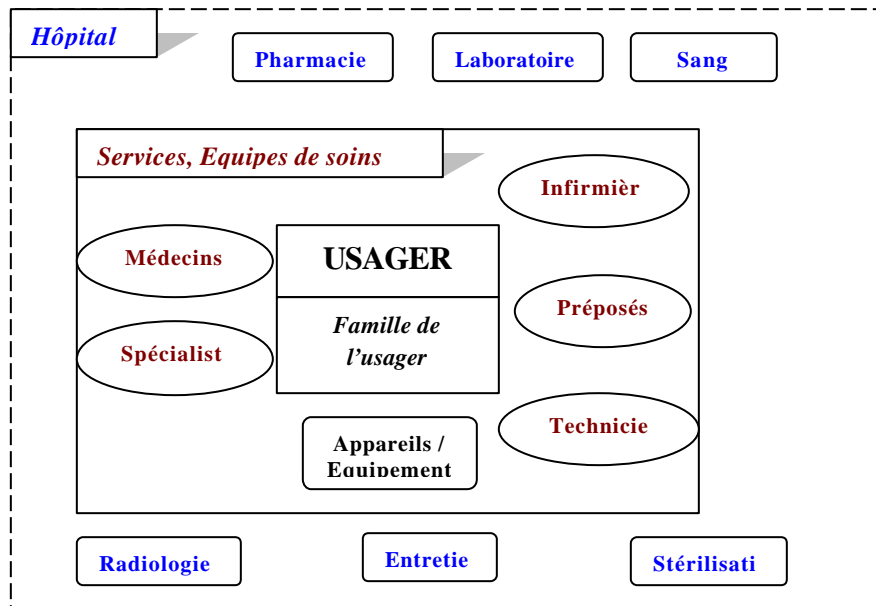 Hôpital
Pharmacie
Laboratoire
Sang
Services, Equipes de soins
Infirmièr
Médecins
USAGER
Préposés
Famille de
l’usager
Spécialist
Technicie
Appareils /
Equipement
Radiologie
Entretie
Stérilisati